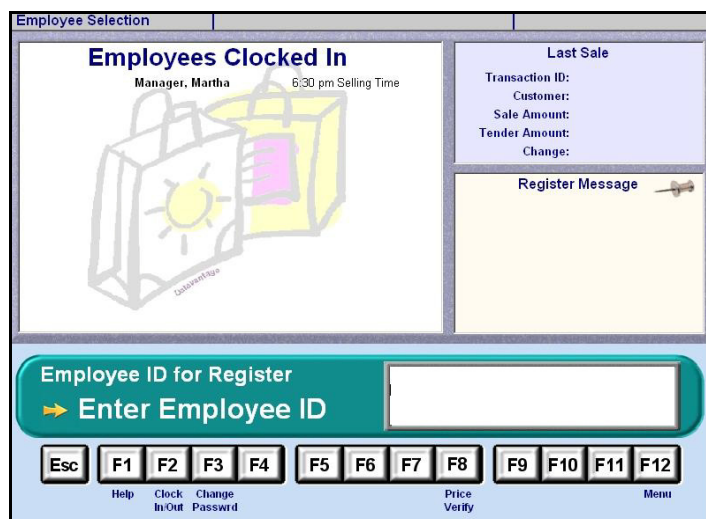 Employee Selection
Employees Clocked In
Manager, Martha 6:30 pm Selling Time
Last Sale
Transaction ID:
Customer:
Sale Amount:
Tender Amount:
Change:
Register Message
Employee ID for Register
Enter Employee ID
Esc F1 F2 F3 F4 F5 F6 F7 F8 F9 F10 F11 F12
Help Clock Change Price Menu
In/Out Passwrd Verify